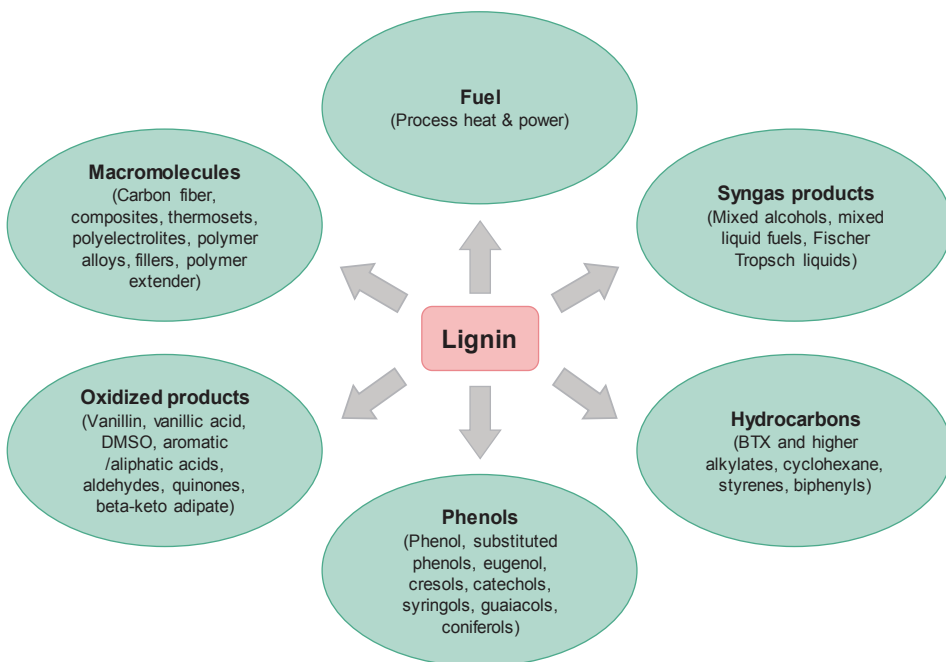 Fuel
(Process heat & power)
Macromolecules
(Carbon fiber,
composites, thermosets,
polyelectrolites, polymer
alloys, fillers, polymer
extender)
Syngas products
(Mixed alcohols, mixed
liquid fuels, Fischer
Tropsch liquids)
Lignin
Oxidized products
(Vanillin, vanillic acid,
DMSO, aromatic
/aliphatic acids,
aldehydes, quinones,
beta-keto adipate)
Hydrocarbons
(BTX and higher
alkylates, cyclohexane,
styrenes, biphenyls)
Phenols
(Phenol, substituted
phenols, eugenol,
cresols, catechols,
syringols, guaiacols,
coniferols)